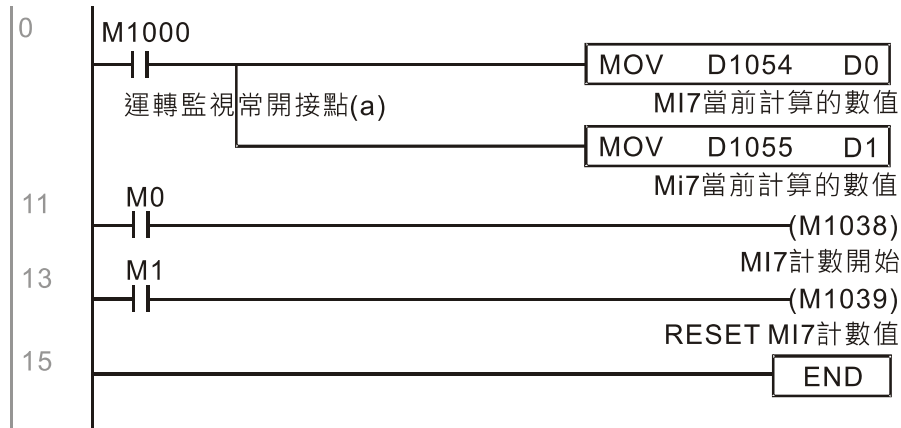 0
M1000
MOV D1054 D0
運轉監視常開接點(a)
MI7當前計算的數值
MOV D1055 D1
Mi7當前計算的數值
11
M0
(M1038)
MI7計數開始
13
M1
(M1039)
RESET MI7計數值
15
END